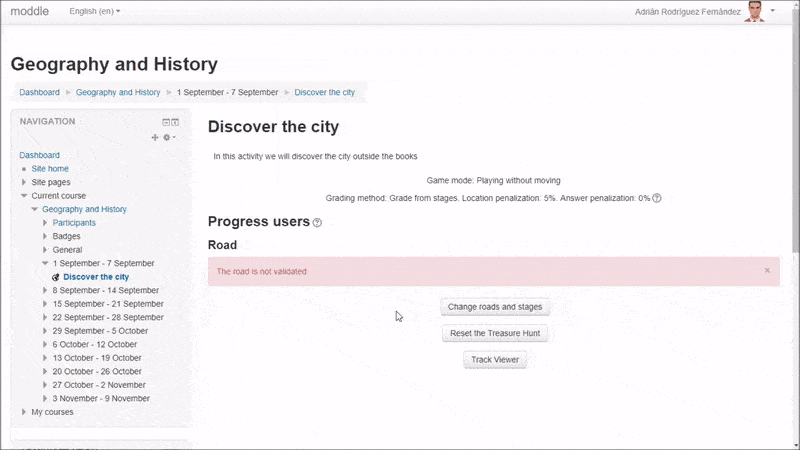 moddle English (en) Adrián Rodríguez Fernández
Geography and History
Dashboard Geography and History 1 September - 7 September Discover the city
NAVIGATION
Dashboard
Site home
Site pages
Current course
Geography and History
Participants
Badges
General
1 September - 7 September
Discover the city
8 September - 14 September
15 September - 21 September
22 September - 28 September
29 September - 5 October
6 October - 12 October
13 October - 19 October
20 October - 26 October
27 October - 2 November
3 November - 9 November
My courses
Discover the city
In this activity we will discover the city outside the books
Game mode: Playing without moving
Grading method: Grade from stages. Location penalization: 5%. Answer penalization: 0%
Progress users
Road
The road is not validated ×
Change roads and stages
Reset the Treasure Hunt
Track Viewer